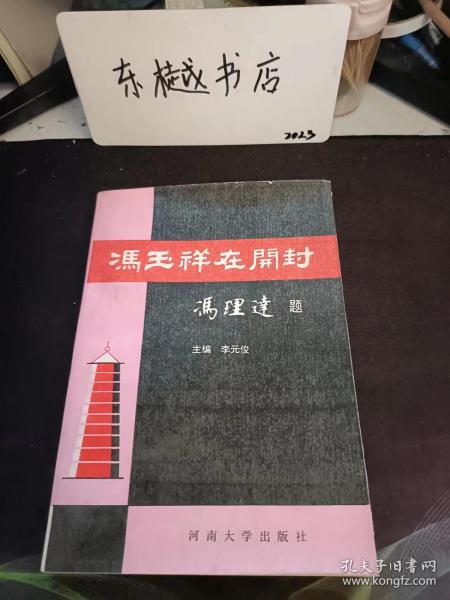 东樾书店
2023
馮玉祥在開封
馮理達 题
主编 李元俊
河南大学出版社
孔夫子旧书网
www.kongfz.com